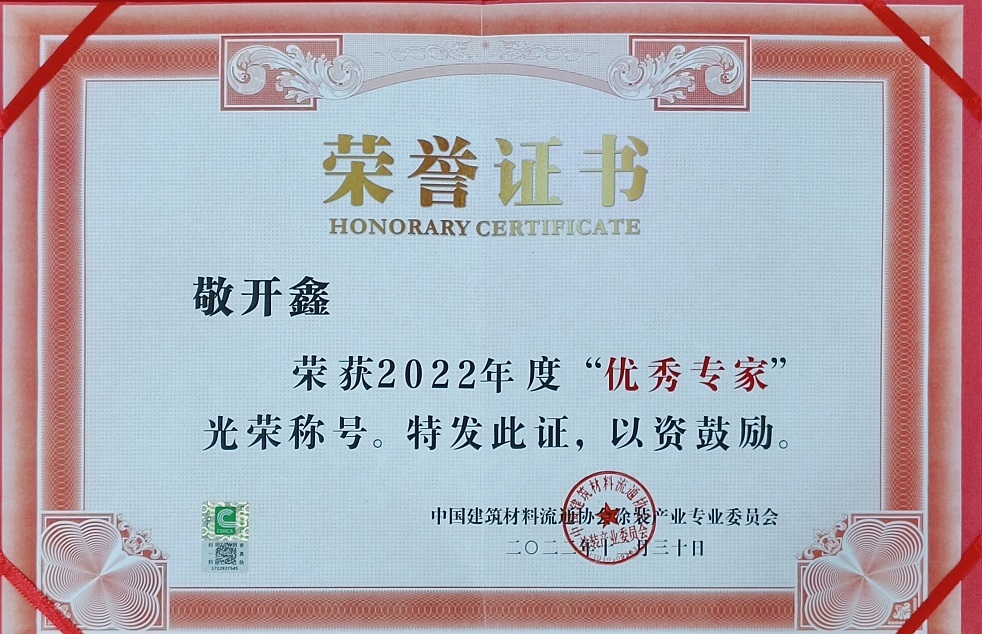 荣誉证书
HONORARY CERTIFICATE
敬开鑫
荣获2022年度“优秀专家”
光荣称号。特发此证，以资鼓励。
中国建筑材料流通协会涂装产业专业委员会
二〇二二年十一月三十日